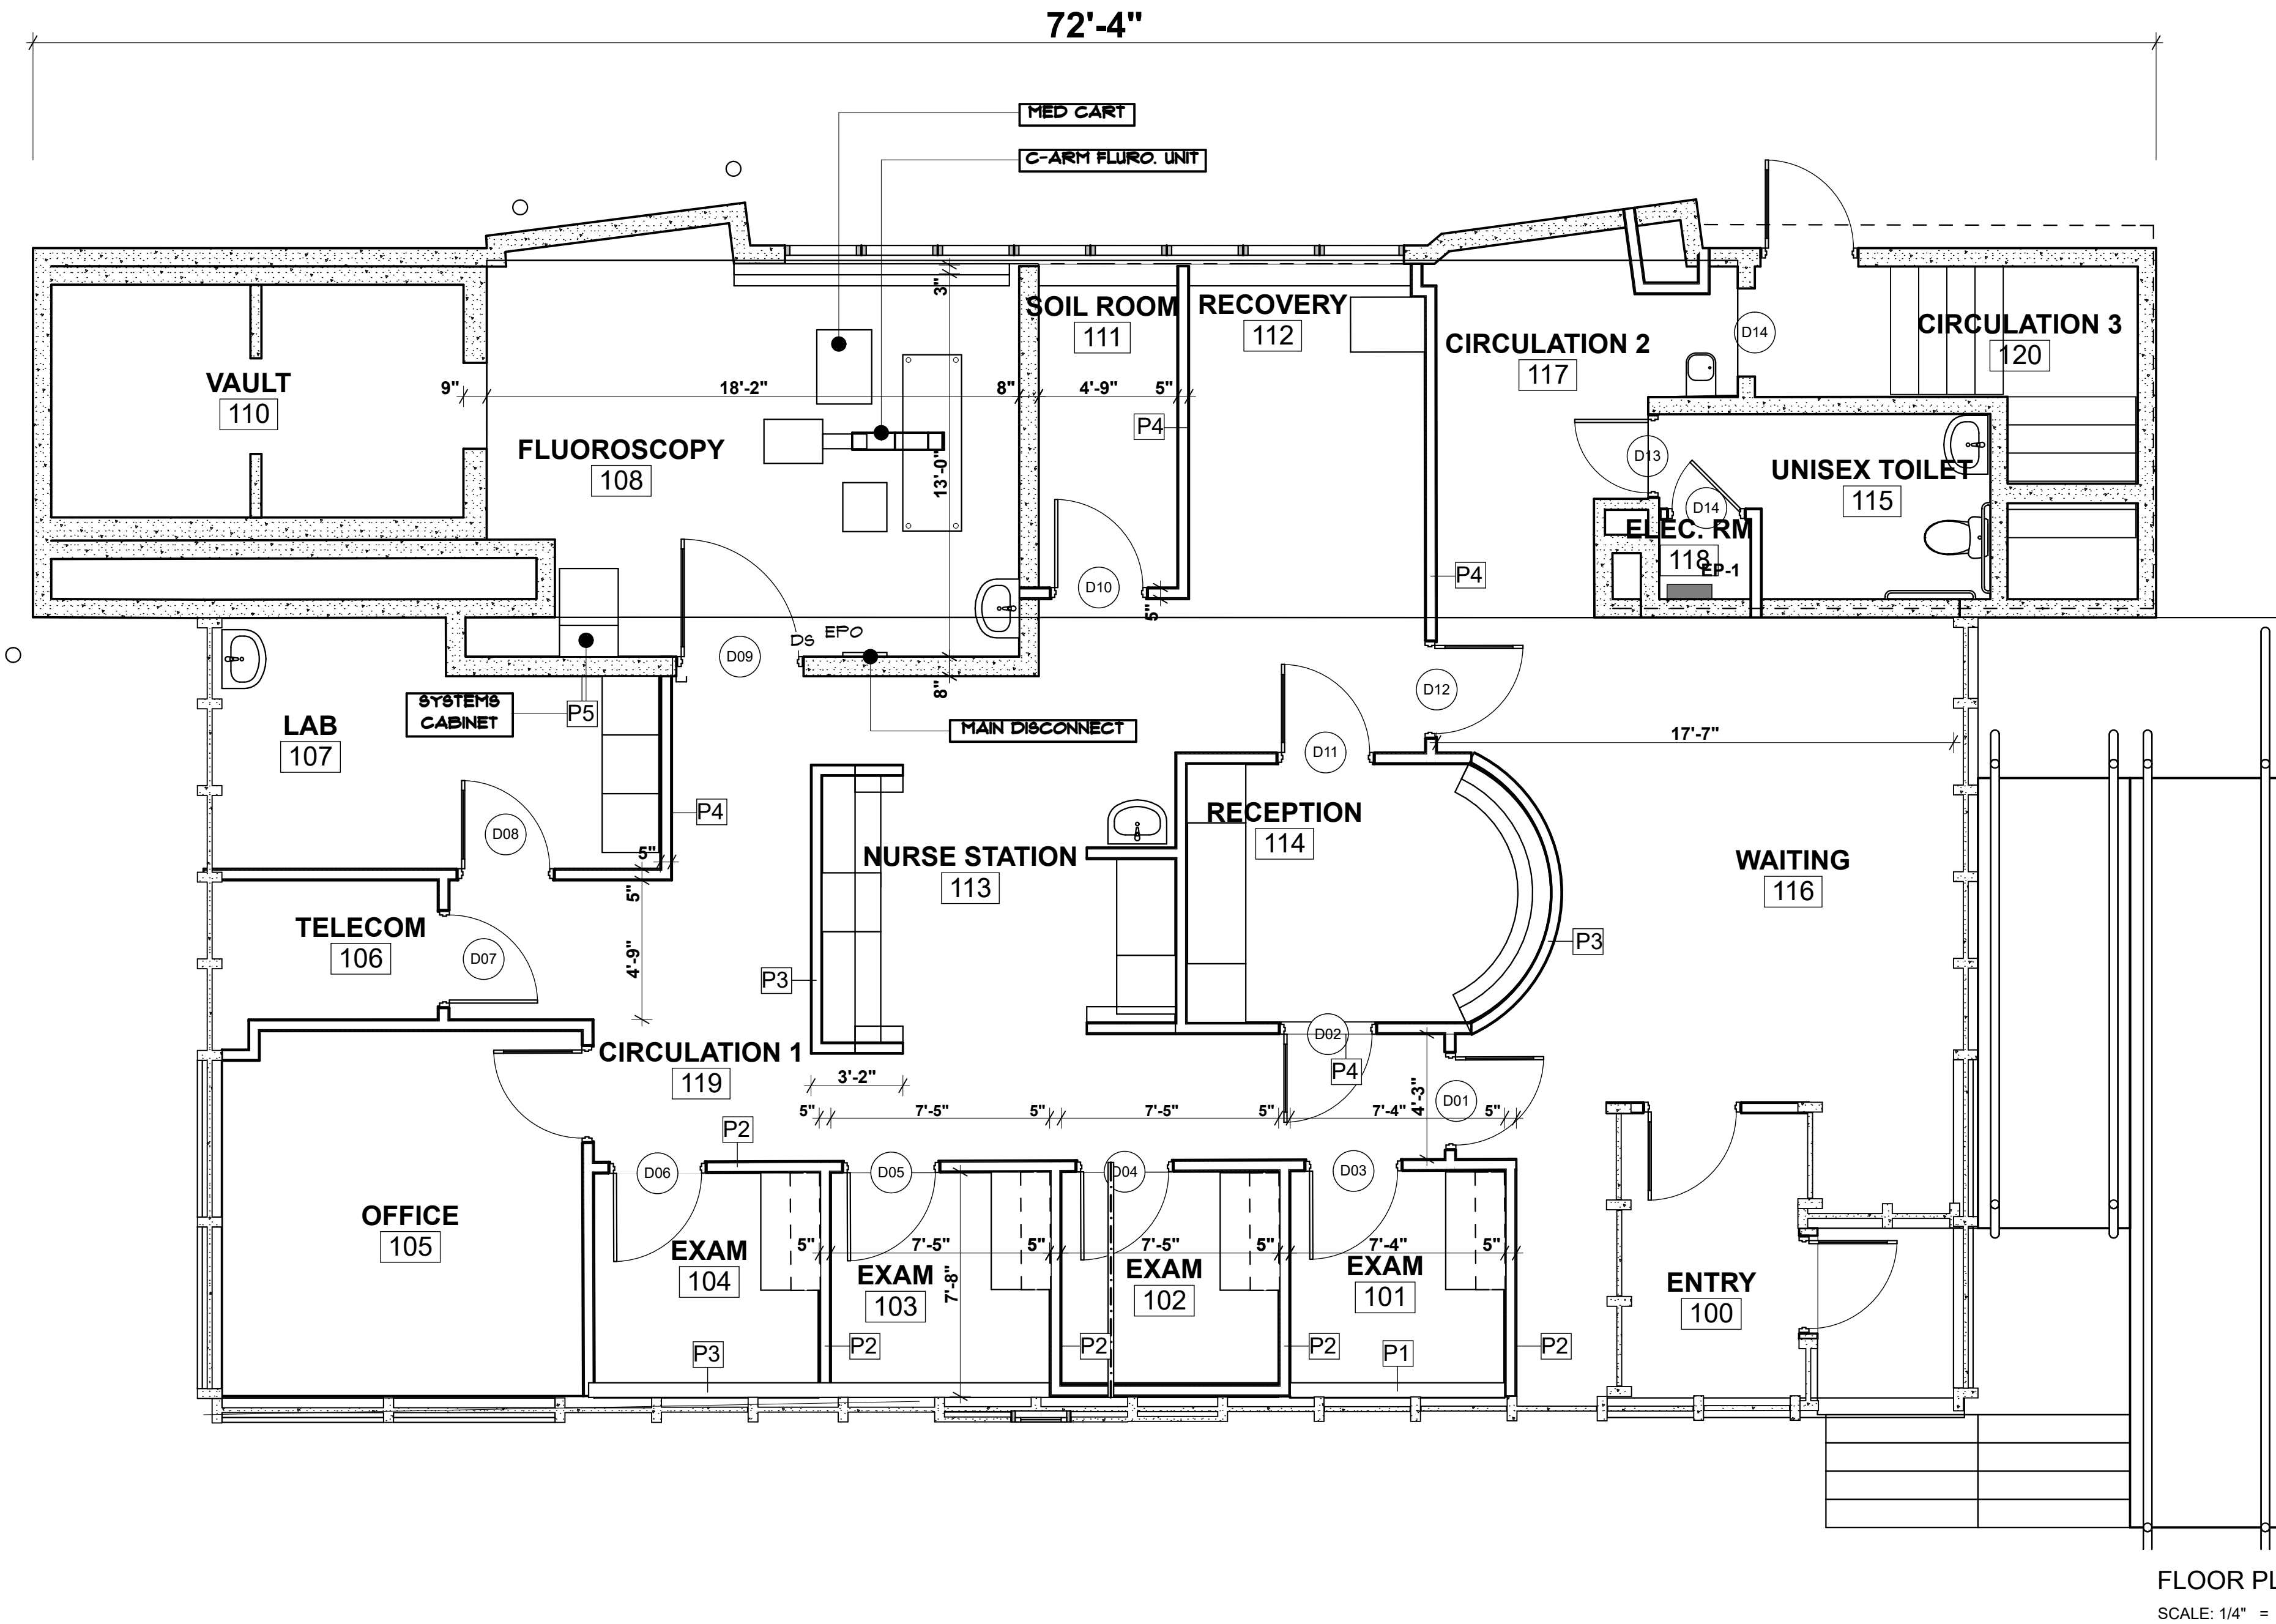 72'-4"
MED CART
C-ARM FLURO. UNIT
3"
SOIL ROOM
111
RECOVERY
112
CIRCULATION 2
117
D14
CIRCULATION 3
120
VAULT
110
9"
18'-2"
8"
4'-9"
5"
P4
FLUOROSCOPY
108
13'-0"
D13
UNISEX TOILET
115
D14
ELEC. RM
118
EP-1
P4
D10
5"
DS
EPO
D09
8"
D12
SYSTEMS
CABINET
P5
MAIN DISCONNECT
LAB
107
D11
17'-7"
P4
D08
5"
RECEPTION
114
NURSE STATION
113
WAITING
116
5"
TELECOM
106
D07
4'-9"
P3
P3
CIRCULATION 1
119
3'-2"
D02
P4
4'-3"
D01
5"
7'-5"
5"
7'-5"
5"
7'-4"
5"
P2
D06
D05
D04
D03
OFFICE
105
EXAM
104
5"
7'-5"
5"
7'-5"
5"
7'-4"
5"
EXAM
103
7'-8"
EXAM
102
EXAM
101
ENTRY
100
P3
P2
P2
P2
P1
P2
FLOOR PL
SCALE: 1/4" =